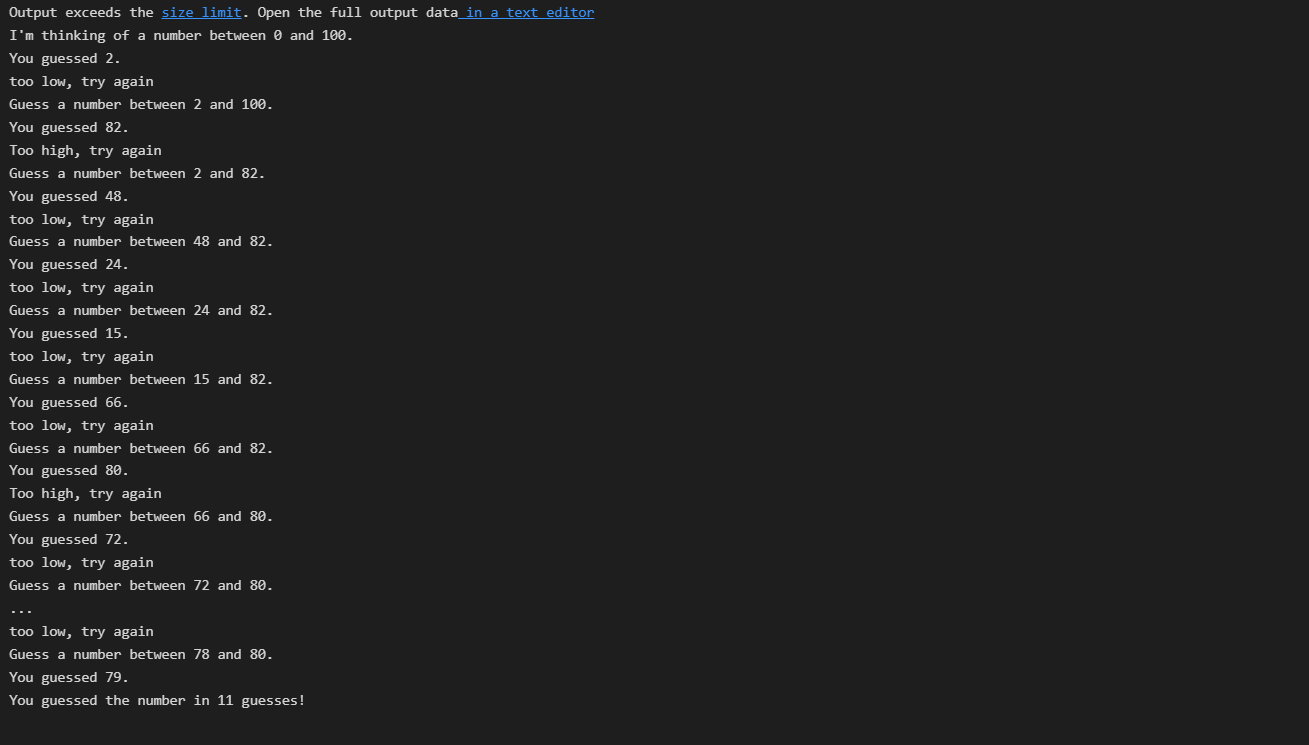 Output exceeds the size limit. Open the full output data in a text editor
I'm thinking of a number between 0 and 100.
You guessed 2.
too low, try again
Guess a number between 2 and 100.
You guessed 82.
Too high, try again
Guess a number between 2 and 82.
You guessed 48.
too low, try again
Guess a number between 48 and 82.
You guessed 24.
too low, try again
Guess a number between 24 and 82.
You guessed 15.
too low, try again
Guess a number between 15 and 82.
You guessed 66.
too low, try again
Guess a number between 66 and 82.
You guessed 80.
Too high, try again
Guess a number between 66 and 80.
You guessed 72.
too low, try again
Guess a number between 72 and 80.
...
too low, try again
Guess a number between 78 and 80.
You guessed 79.
You guessed the number in 11 guesses!